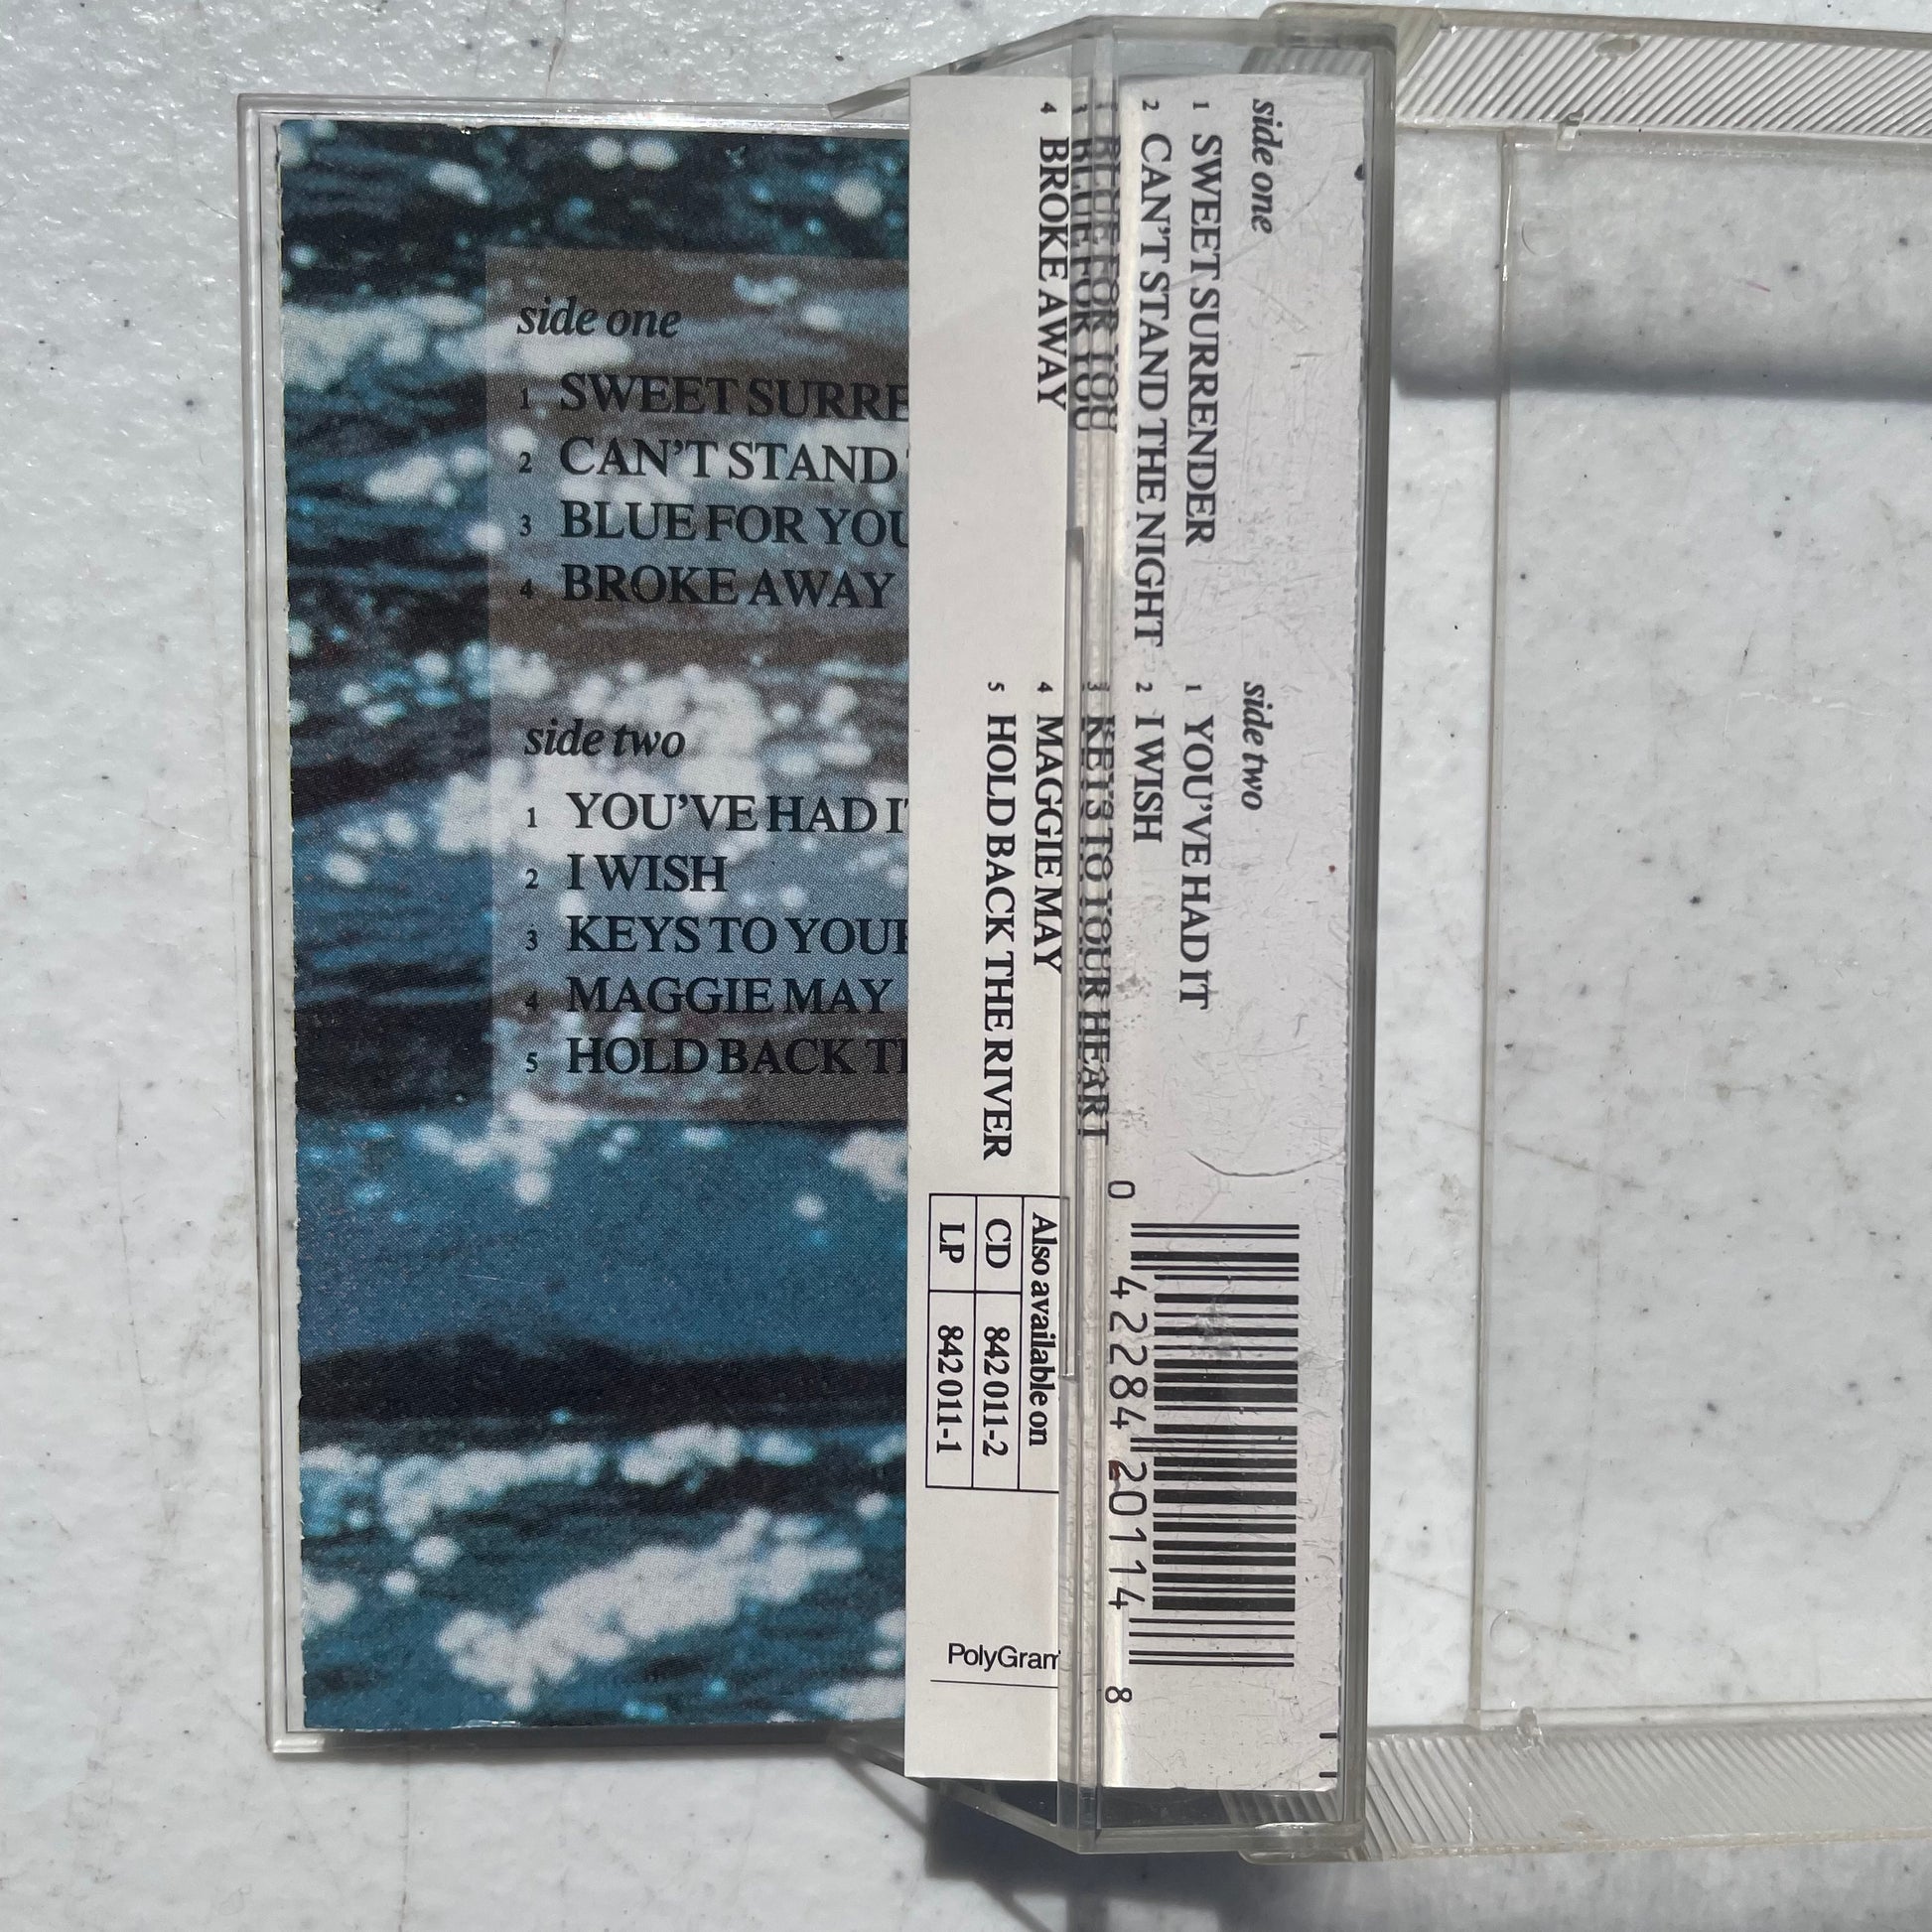 side one
1 SWEET SURRE
2 CAN'T STAND
3 BLUE FOR YOU
4 BROKE AWAY
side two
1 YOU'VE HAD IT
2 I WISH
3 KEYS TO YOUR
4 MAGGIE MAY
5 HOLD BACK TH
side one
1 SWEET SURRENDER
2 CAN'T STAND THE NIGHT
3 BLUE FOR YOU
4 BROKE AWAY
side two
1 YOU'VE HAD IT
2 I WISH
3 KEYS TO YOUR HEART
4 MAGGIE MAY
5 HOLD BACK THE RIVER
0 42284 20114 8
Also available on
CD 842 011-2
LP 842 011-1
PolyGram